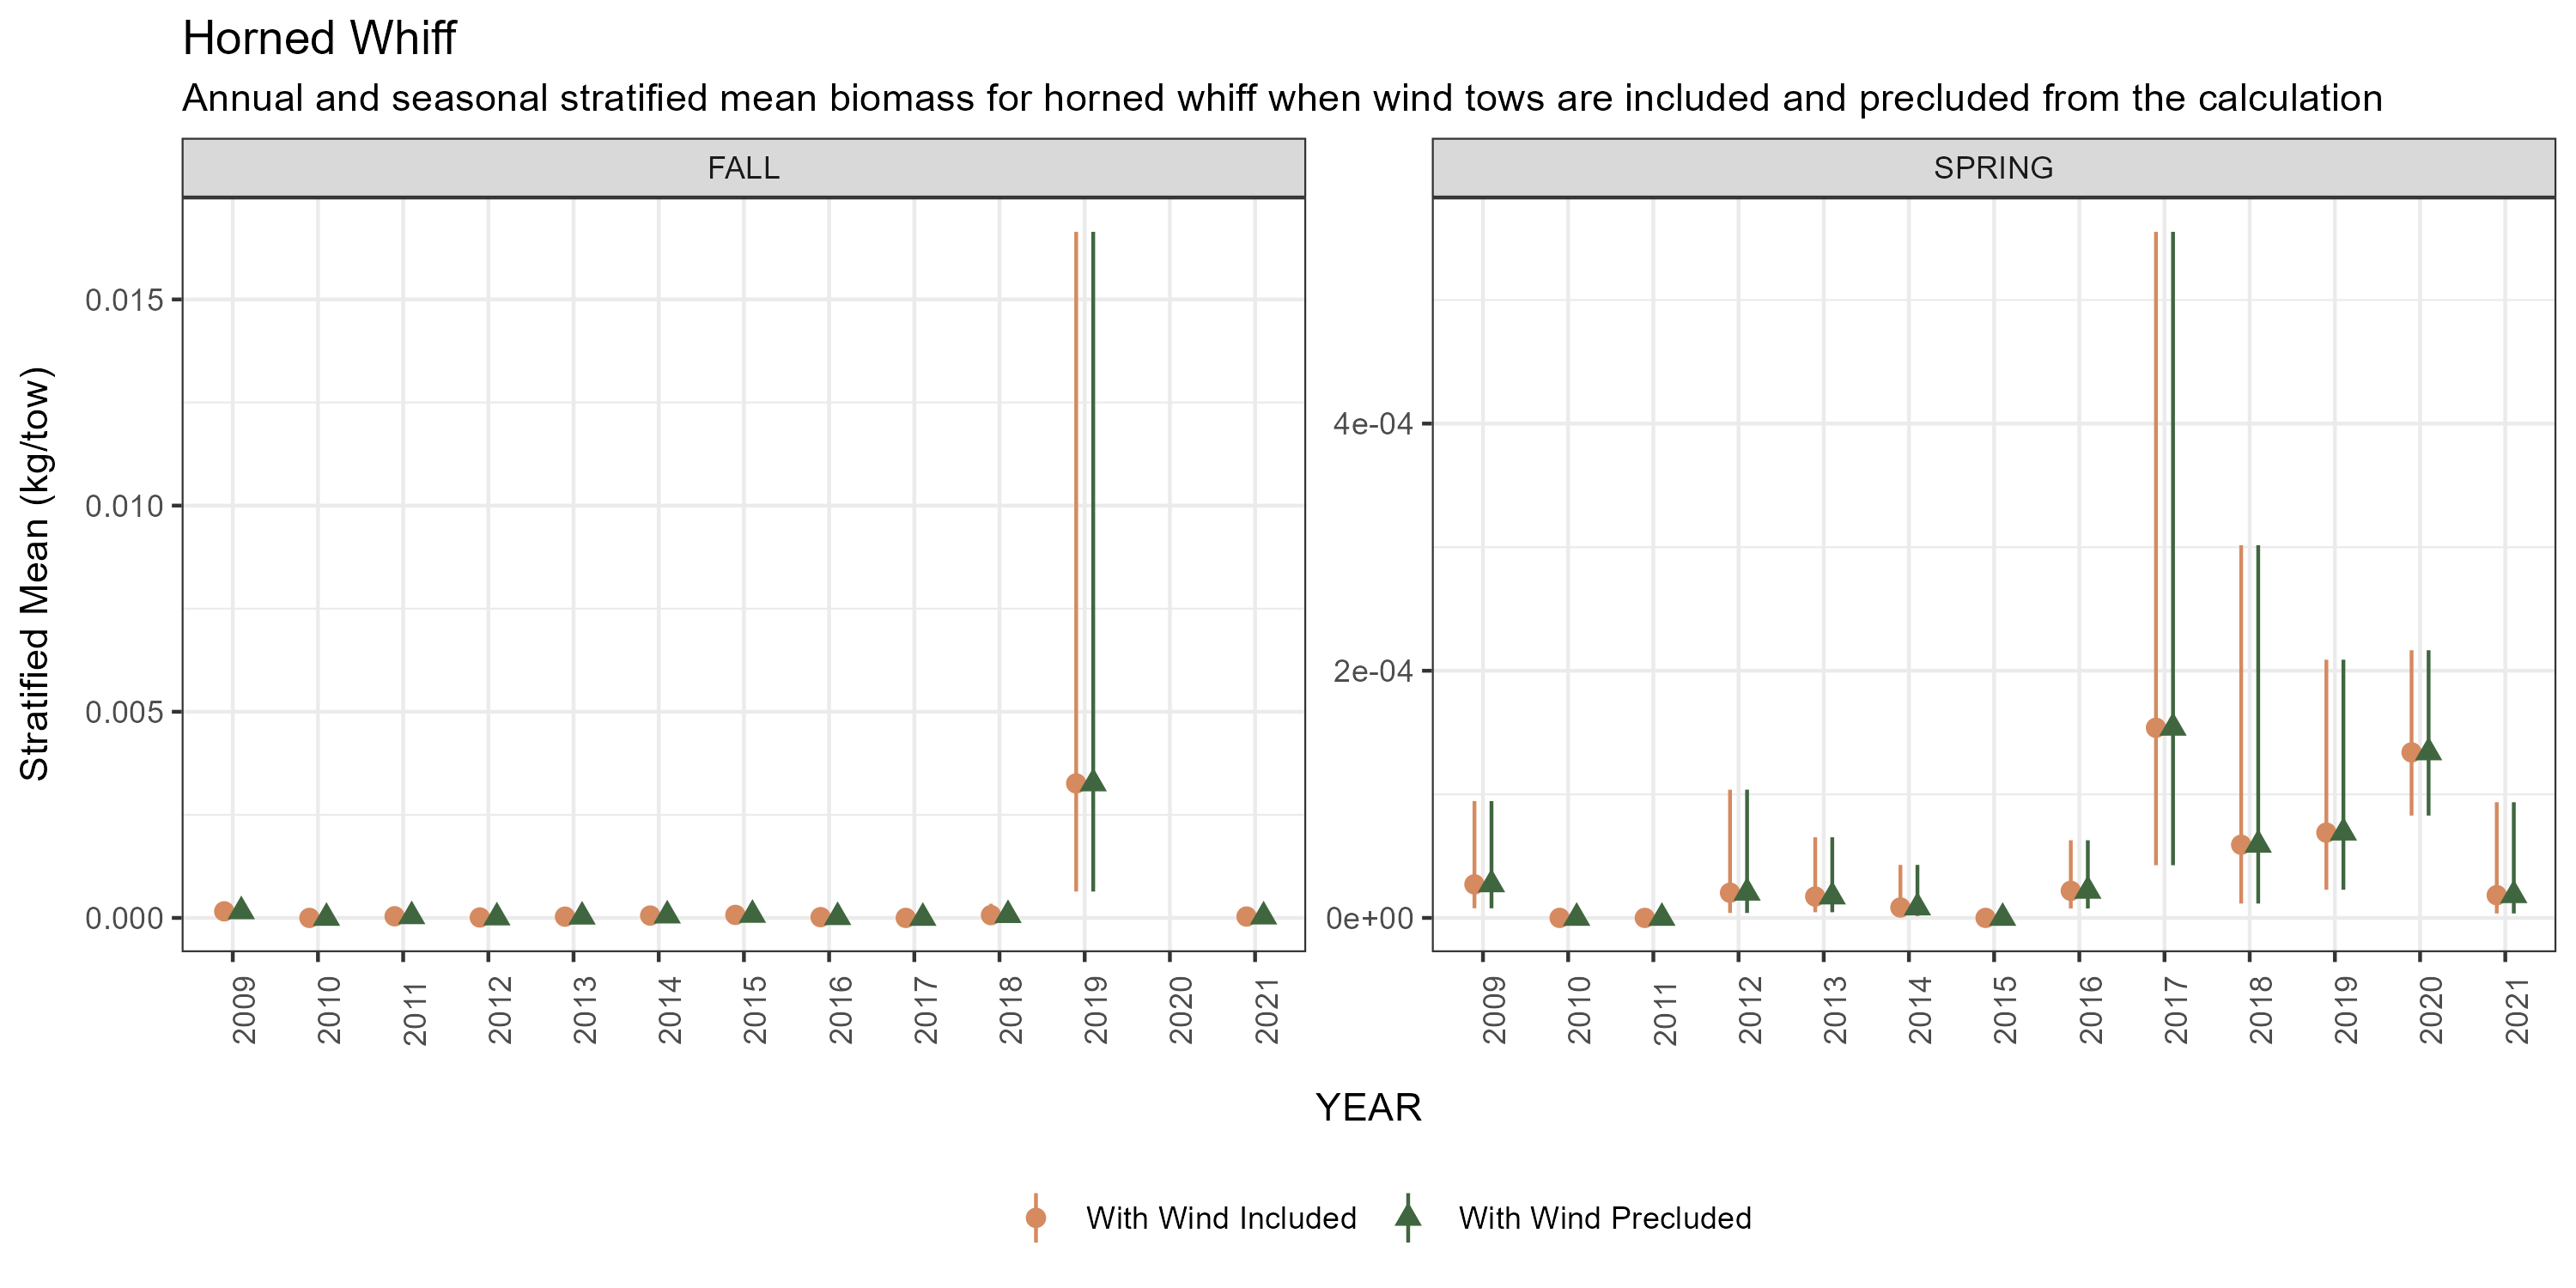 Horned Whiff
Annual and seasonal stratified mean biomass for horned whiff when wind tows are included and precluded from the calculation
FALL
SPRING
Stratified Mean (kg/tow)
0.015
0.010
0.005
0.000
4e-04
2e-04
0e+00
2009 2010 2011 2012 2013 2014 2015 2016 2017 2018 2019 2020 2021
2009 2010 2011 2012 2013 2014 2015 2016 2017 2018 2019 2020 2021
YEAR
With Wind Included With Wind Precluded